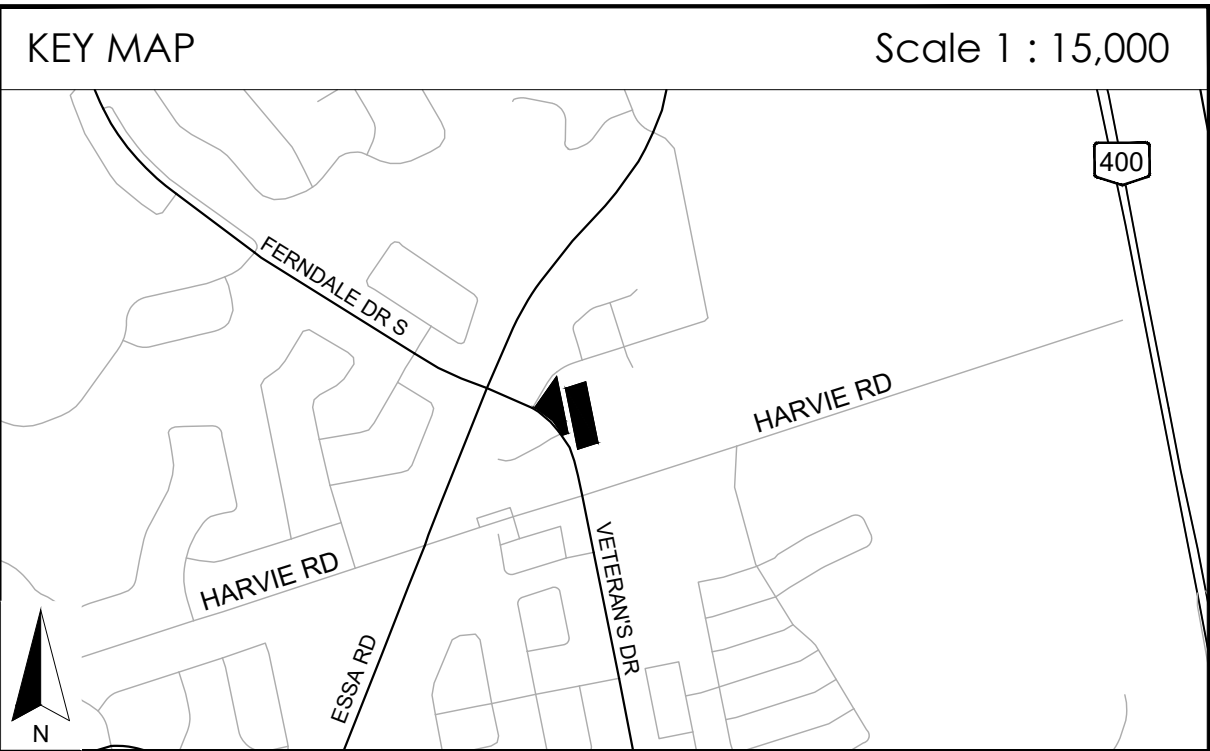 KEY MAP Scale 1 : 15,000
400
FERNDALE DR S
HARVIE RD
HARVIE RD
VETERAN'S DR
ESSA RD
N